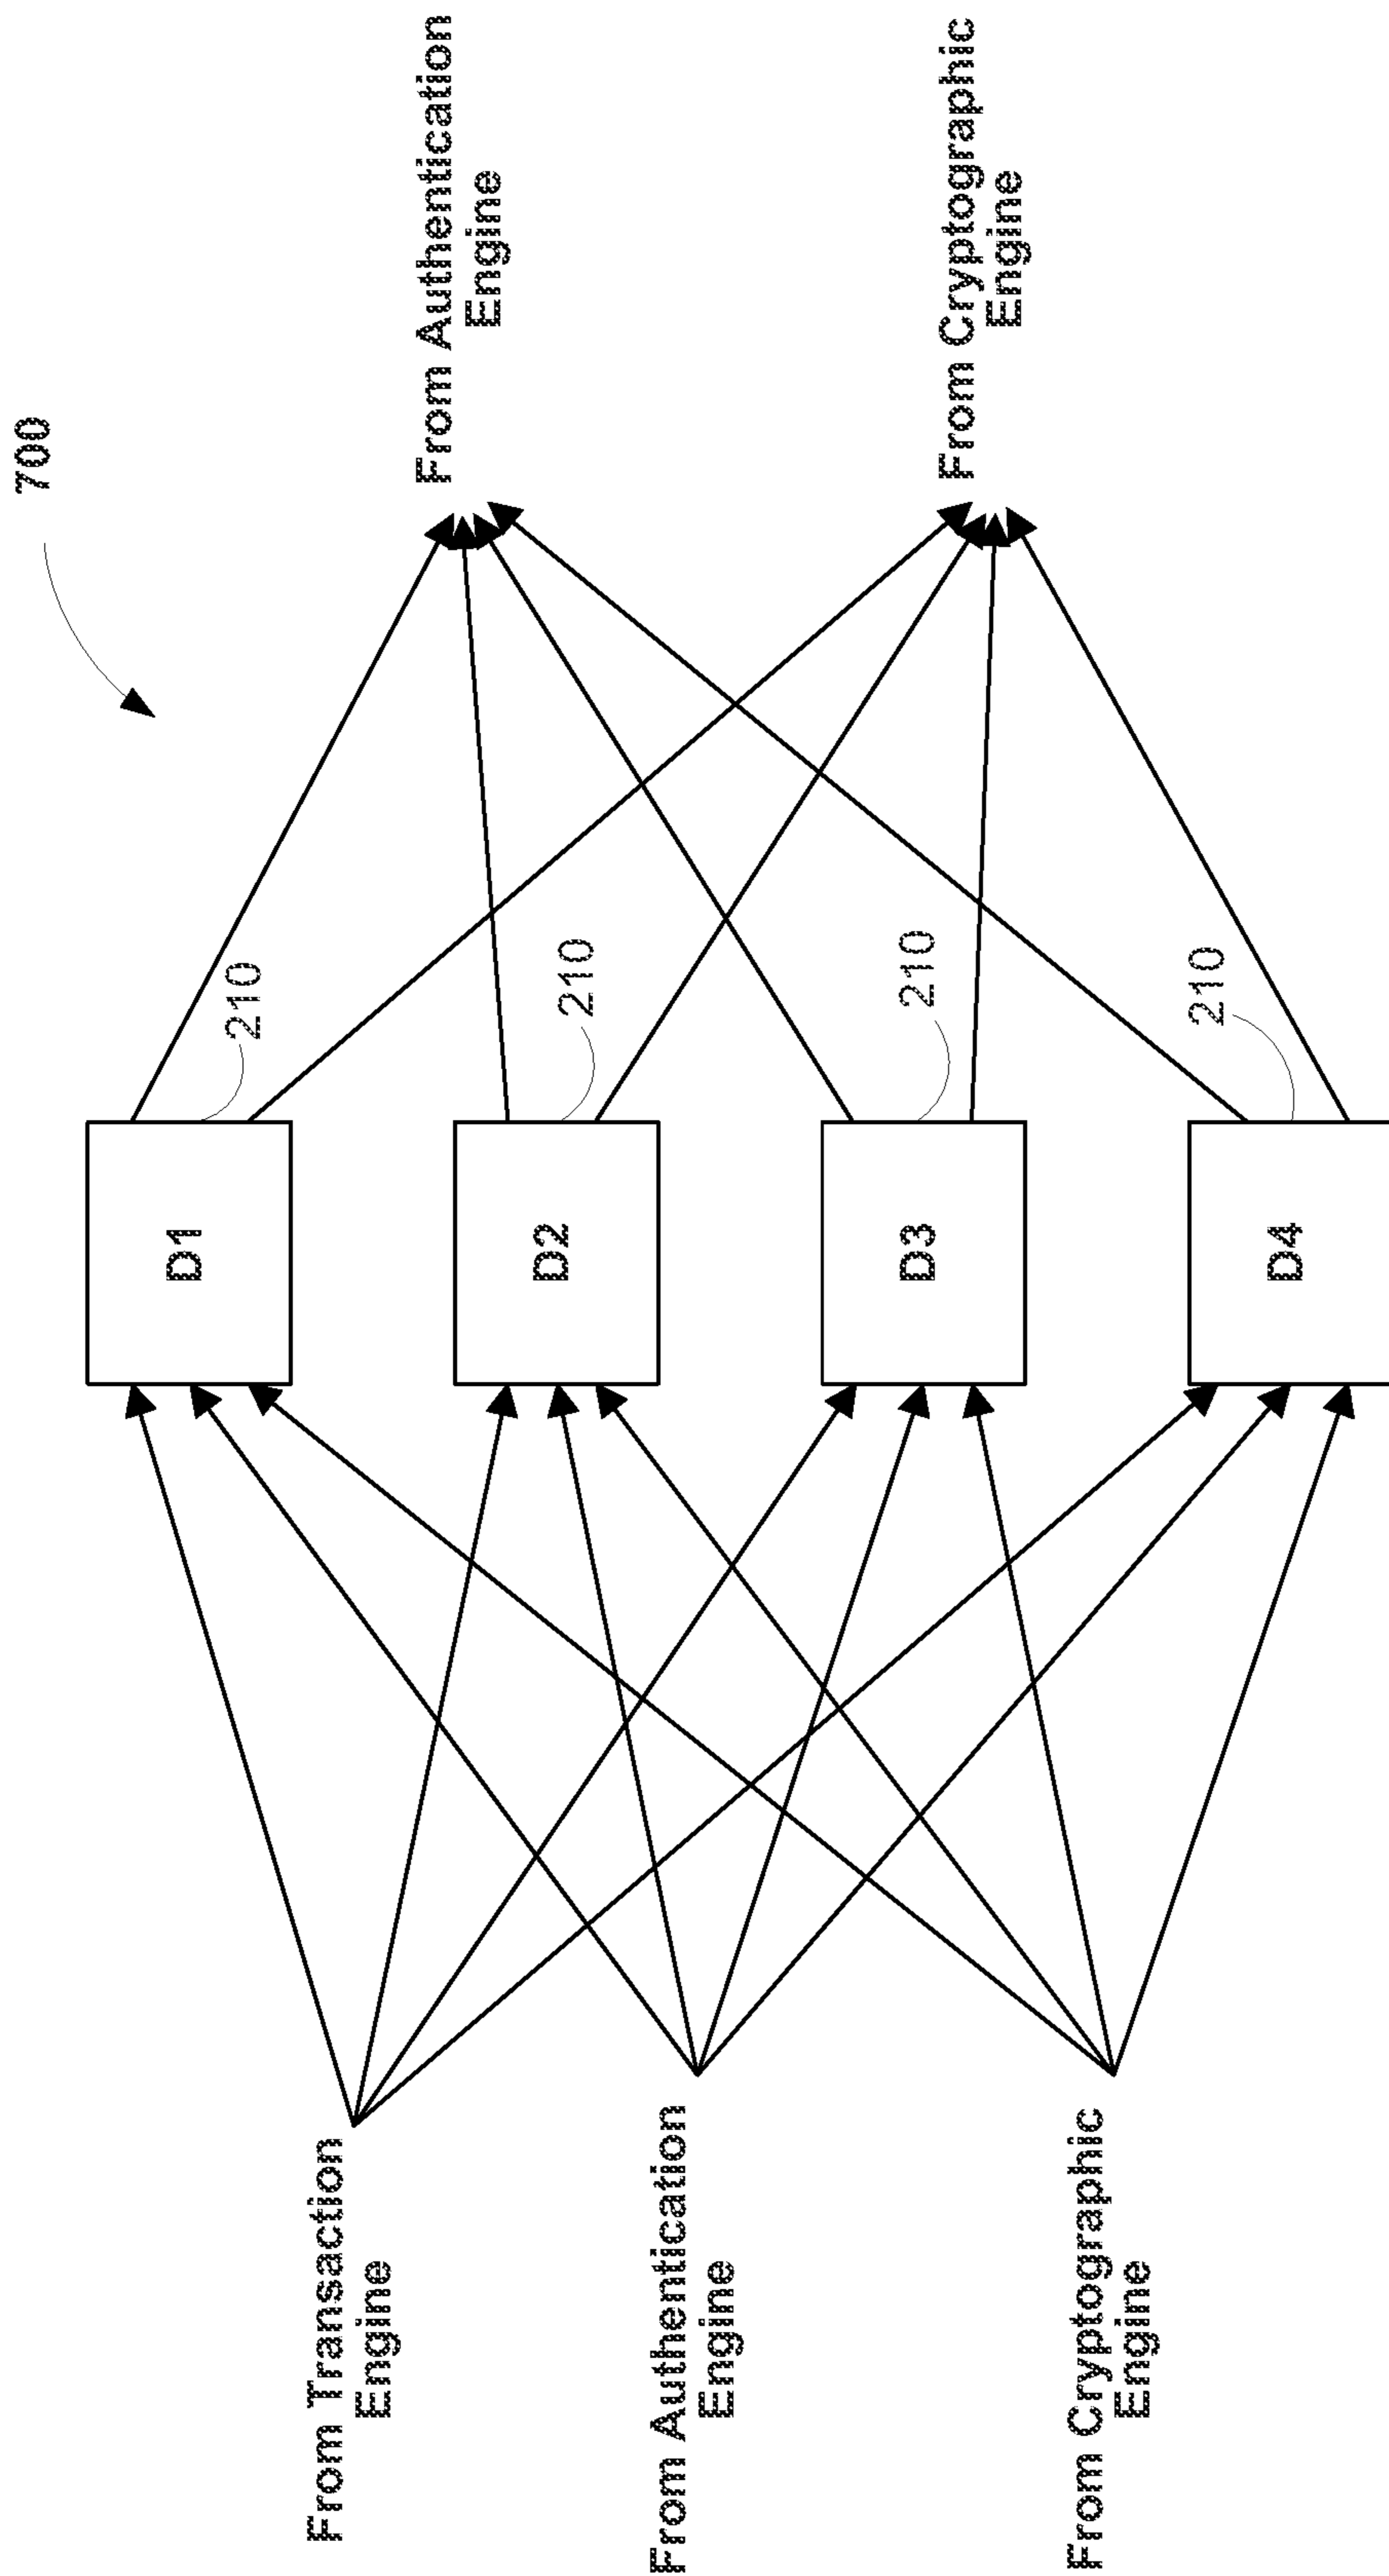 700
From Transaction
Engine
From Authentication
Engine
From Cryptographic
Engine
D1
210
D2
210
D3
210
D4
210
From Authentication
Engine
From Cryptographic
Engine